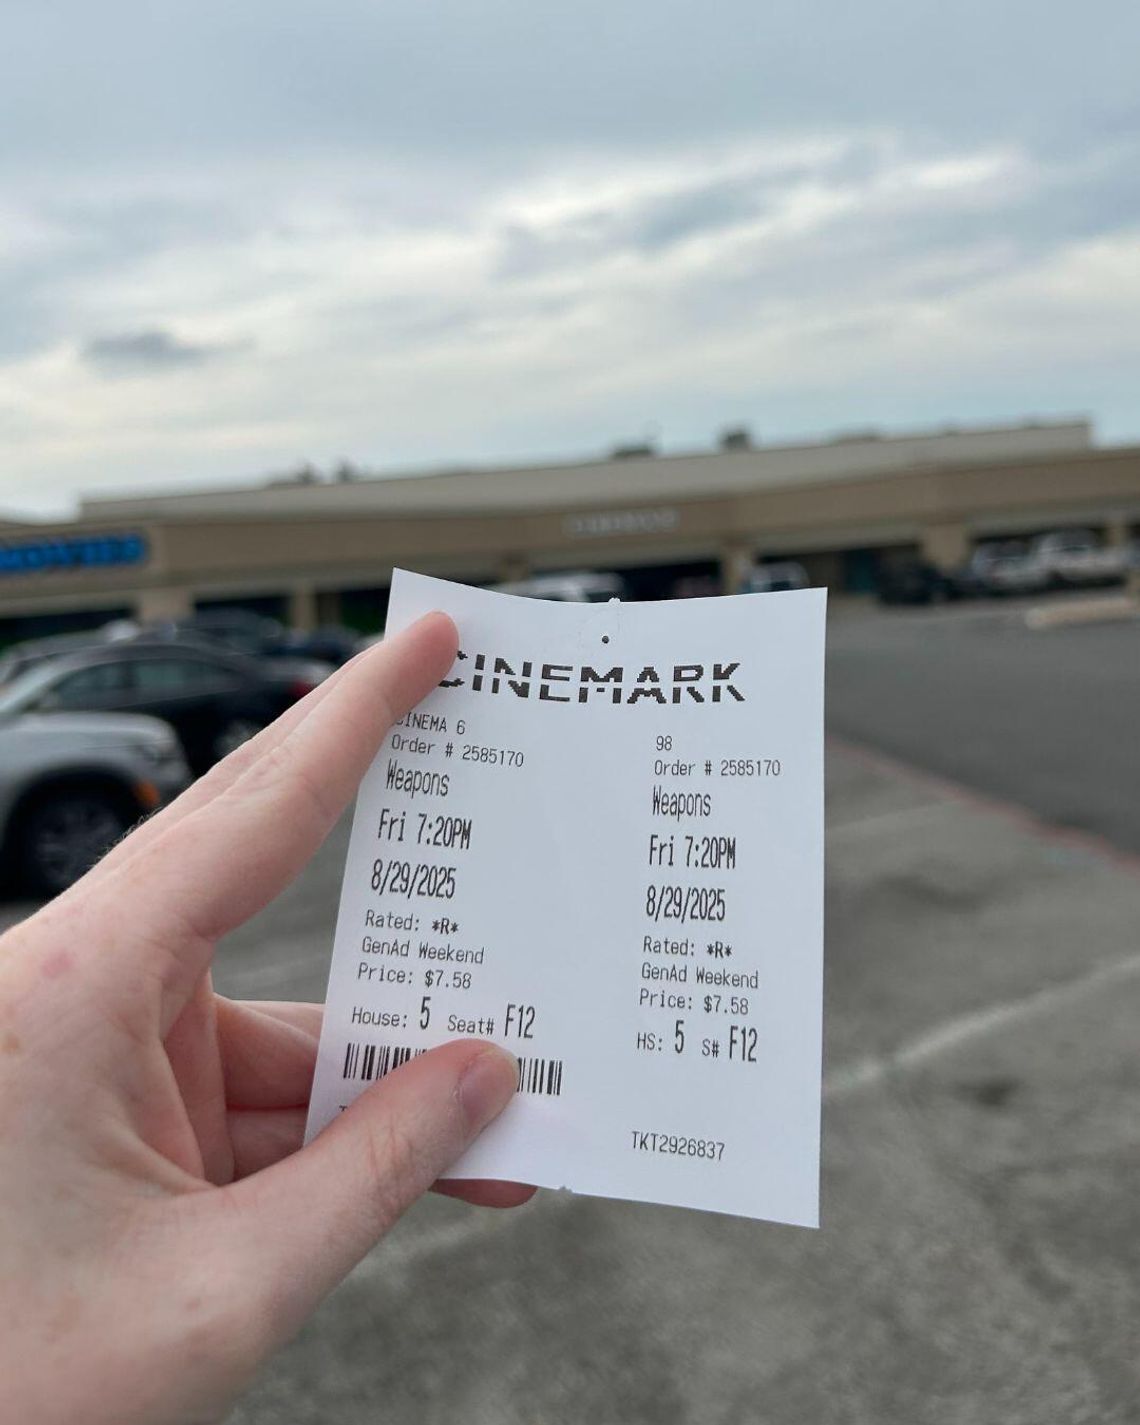 CINEMARK
CINEMA 6
Order # 2585170
Weapons
Fri 7:20PM
8/29/2025
Rated: *R*
GenAd Weekend
Price: $7.58
House: 5 Seat# F12
98
Order # 2585170
Weapons
Fri 7:20PM
8/29/2025
Rated: *R*
GenAd Weekend
Price: $7.58
HS: 5 S# F12
TKT2926837